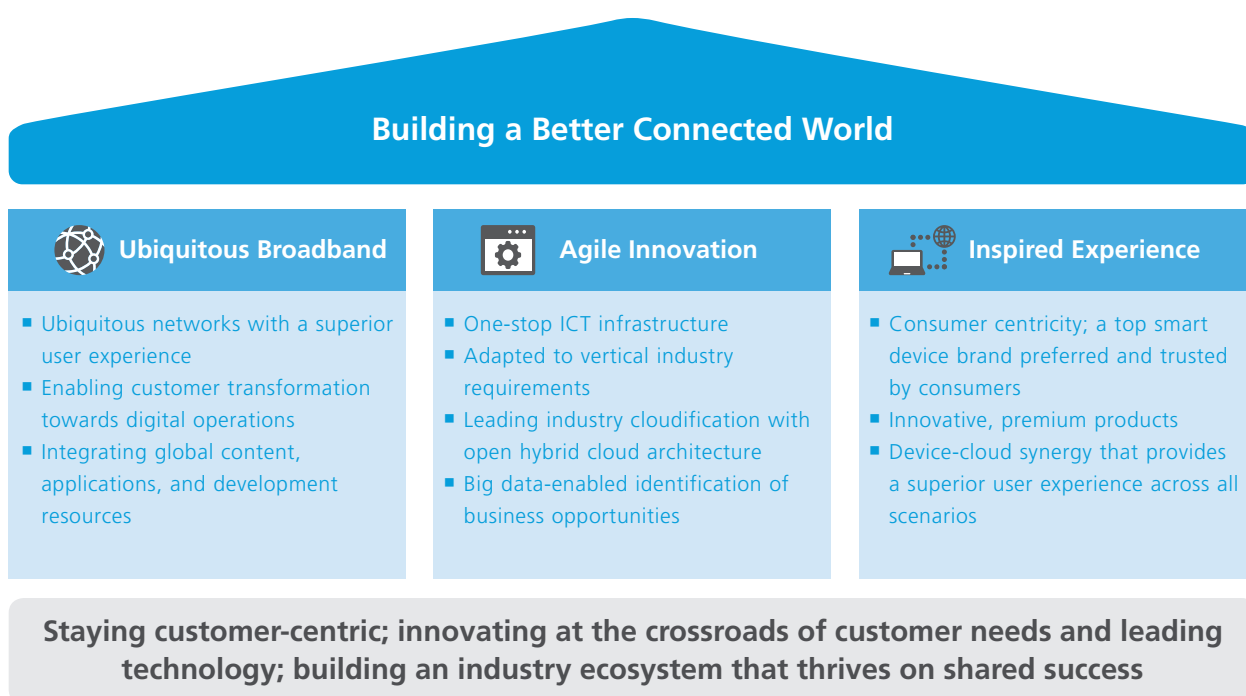 Building a Better Connected World
Ubiquitous Broadband
■ Ubiquitous networks with a superior
user experience
■ Enabling customer transformation
towards digital operations
■ Integrating global content,
applications, and development
resources
Agile Innovation
■ One-stop ICT infrastructure
■ Adapted to vertical industry
requirements
■ Leading industry cloudification with
open hybrid cloud architecture
■ Big data-enabled identification of
business opportunities
Inspired Experience
■ Consumer centricity; a top smart
device brand preferred and trusted
by consumers
■ Innovative, premium products
■ Device-cloud synergy that provides
a superior user experience across all
scenarios
Staying customer-centric; innovating at the crossroads of customer needs and leading
technology; building an industry ecosystem that thrives on shared success